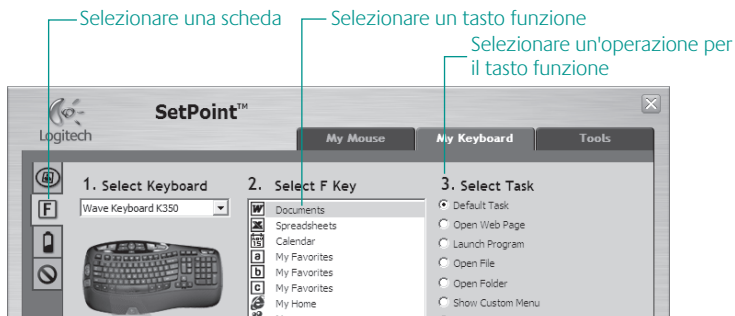 Selezionare una scheda
Selezionare un tasto funzione
Selezionare un'operazione per
il tasto funzione
Logitech
SetPoint™
My Mouse
My Keyboard
Tools
1. Select Keyboard
Wave Keyboard K350
2. Select F Key
Documents
Spreadsheets
Calendar
My Favorites
My Favorites
My Favorites
My Home
3. Select Task
Default Task
Open Web Page
Launch Program
Open File
Open Folder
Show Custom Menu
F
W
X
a
b
c